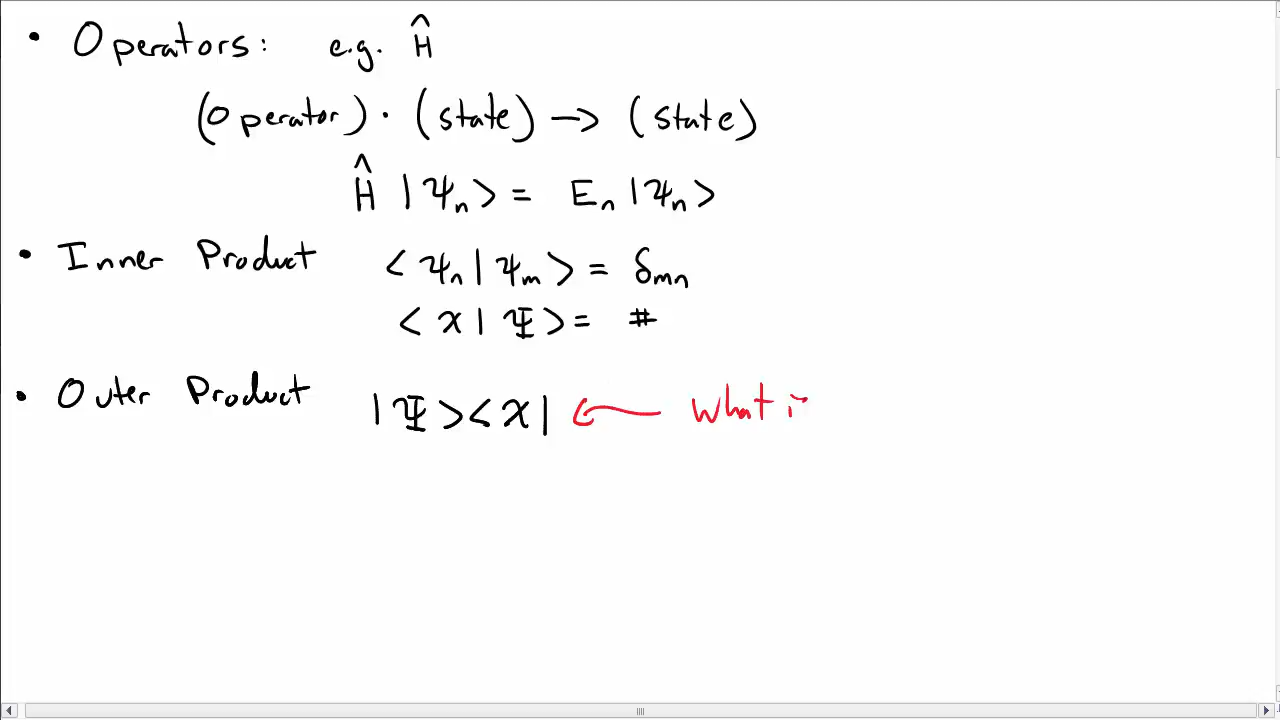 • Operators: e.g. Ĥ
(operator) · (state) → (state)
Ĥ |ψₙ> = Eₙ |ψₙ>
• Inner Product <ψₙ|ψₘ> = δₘₙ
<χ|Ψ> = #
• Outer Product |Ψ><χ| ← What i